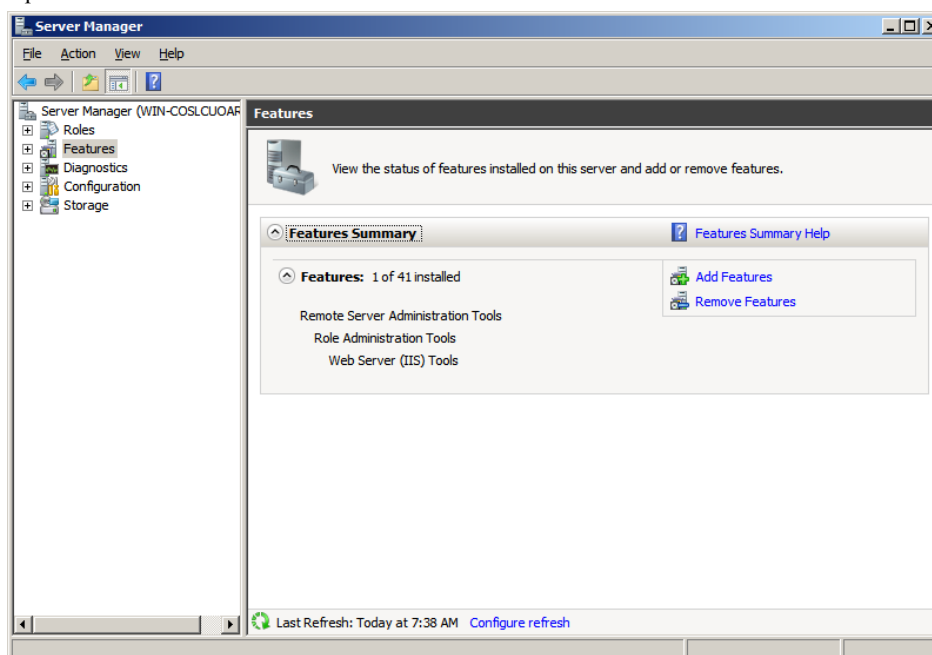 Server Manager
File Action View Help
Server Manager (WIN-COSLCUOAR
Roles
Features
Diagnostics
Configuration
Storage
Features
View the status of features installed on this server and add or remove features.
Features Summary
Features Summary Help
Features: 1 of 41 installed
Add Features
Remove Features
Remote Server Administration Tools
Role Administration Tools
Web Server (IIS) Tools
Last Refresh: Today at 7:38 AM Configure refresh